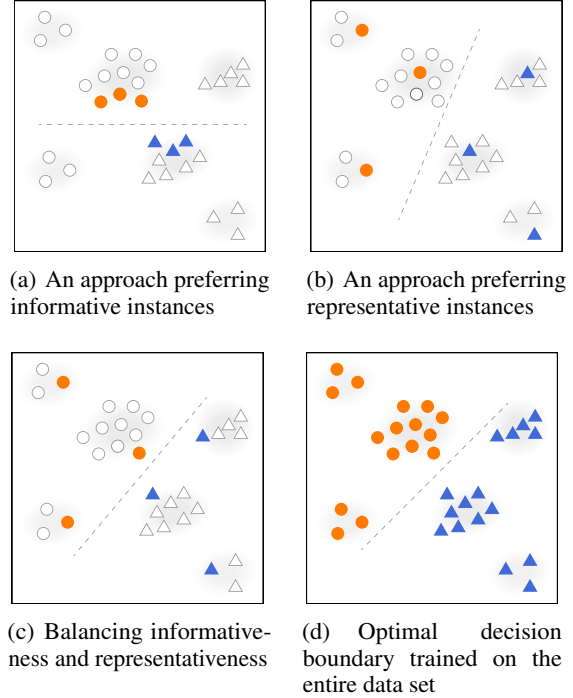 (a) An approach preferring
informative instances
(b) An approach preferring
representative instances
(c) Balancing informative-
ness and representativeness
(d) Optimal decision
boundary trained on the
entire data set